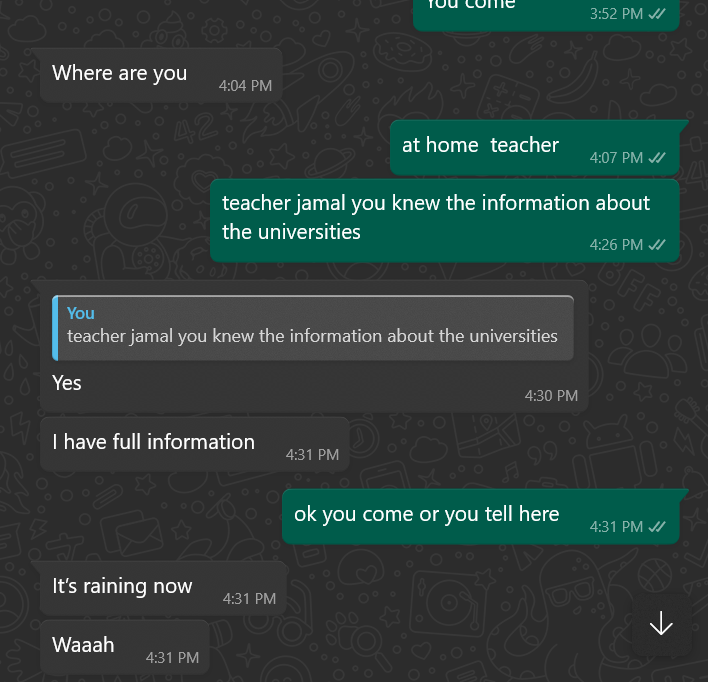 You come
3:52 PM
Where are you
4:04 PM
at home  teacher
4:07 PM
teacher jamal you knew the information about
the universities
4:26 PM
You
teacher jamal you knew the information about the universities
Yes
4:30 PM
I have full information
4:31 PM
ok you come or you tell here
4:31 PM
It's raining now
4:31 PM
Waaah
4:31 PM